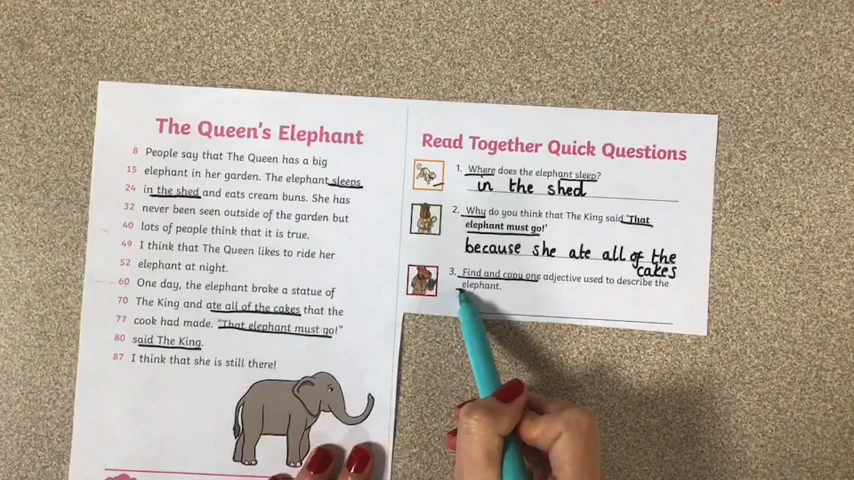 The Queen's Elephant
8 People say that The Queen has a big
15 elephant in her garden. The elephant sleeps
24 in the shed and eats cream buns. She has
32 never been seen outside of the garden but
40 lots of people think that it is true.
49 I think that The Queen likes to ride her
52 elephant at night.
60 One day, the elephant broke a statue of
70 The King and ate all of the cakes that the
77 cook had made. "That elephant must go!"
80 said The King.
87 I think that she is still there!
Read Together Quick Questions
1. Where does the elephant sleep?
in the shed
2. Why do you think that The King said 'That
elephant must go!'
because she ate all of the
cakes
3. Find and copy one adjective used to describe the
elephant.